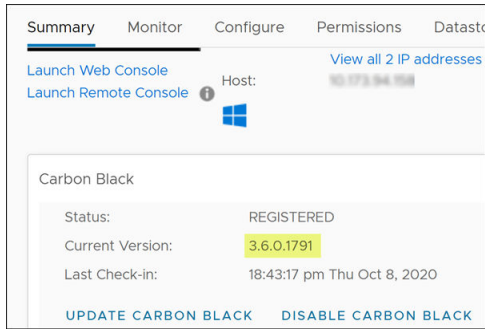 Summary Monitor Configure Permissions
View all 2 IP addresses
Launch Web Console
Host:
Launch Remote Console
Carbon Black
Status: REGISTERED
Current Version: 3.6.0.1791
Last Check-in: 18:43:17 pm Thu Oct 8, 2020
UPDATE CARBON BLACK DISABLE CARBON BLACK